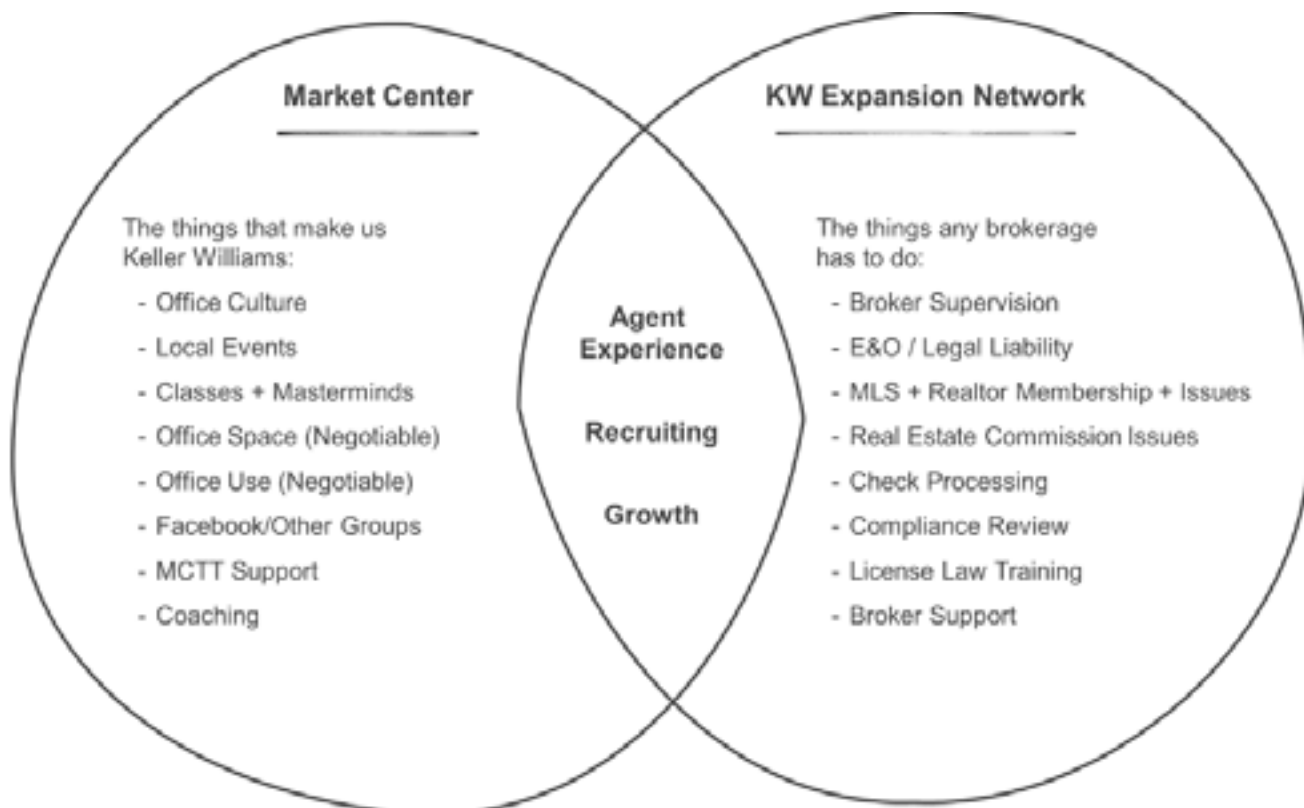 Market Center
The things that make us
Keller Williams:
- Office Culture
- Local Events
- Classes + Masterminds
- Office Space (Negotiable)
- Office Use (Negotiable)
- Facebook/Other Groups
- MCTT Support
- Coaching
Agent
Experience
Recruiting
Growth
KW Expansion Network
The things any brokerage
has to do:
- Broker Supervision
- E&O / Legal Liability
- MLS + Realtor Membership + Issues
- Real Estate Commission Issues
- Check Processing
- Compliance Review
- License Law Training
- Broker Support